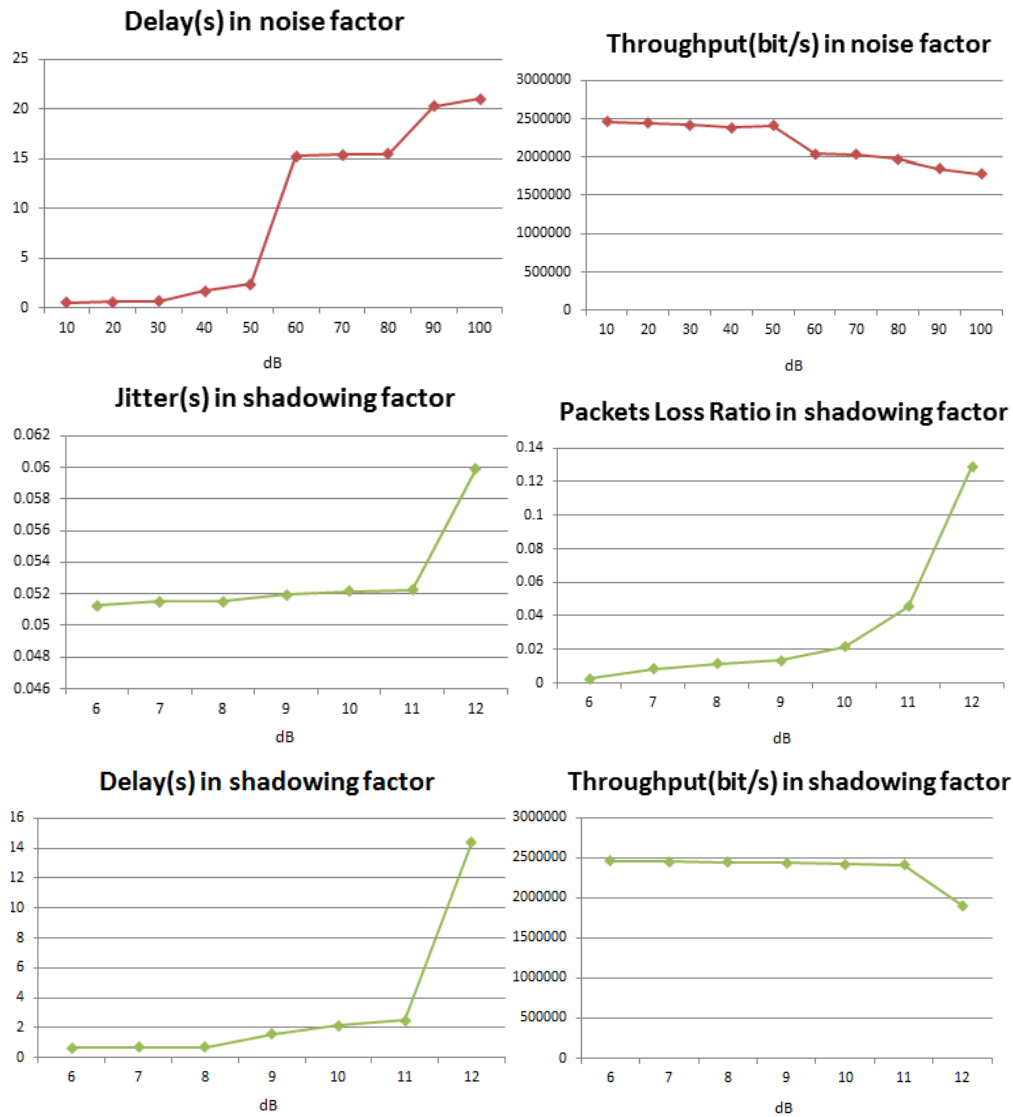 Delay(s) in noise factor
25
20
15
10
5
0
10 20 30 40 50 60 70 80 90 100
dB
Throughput(bit/s) in noise factor
3000000
2500000
2000000
1500000
1000000
500000
0
10 20 30 40 50 60 70 80 90 100
dB
Jitter(s) in shadowing factor
0.062
0.06
0.058
0.056
0.054
0.052
0.05
0.048
0.046
6 7 8 9 10 11 12
dB
Packets Loss Ratio in shadowing factor
0.14
0.12
0.1
0.08
0.06
0.04
0.02
0
6 7 8 9 10 11 12
dB
Delay(s) in shadowing factor
16
14
12
10
8
6
4
2
0
6 7 8 9 10 11 12
dB
Throughput(bit/s) in shadowing factor
3000000
2500000
2000000
1500000
1000000
500000
0
6 7 8 9 10 11 12
dB